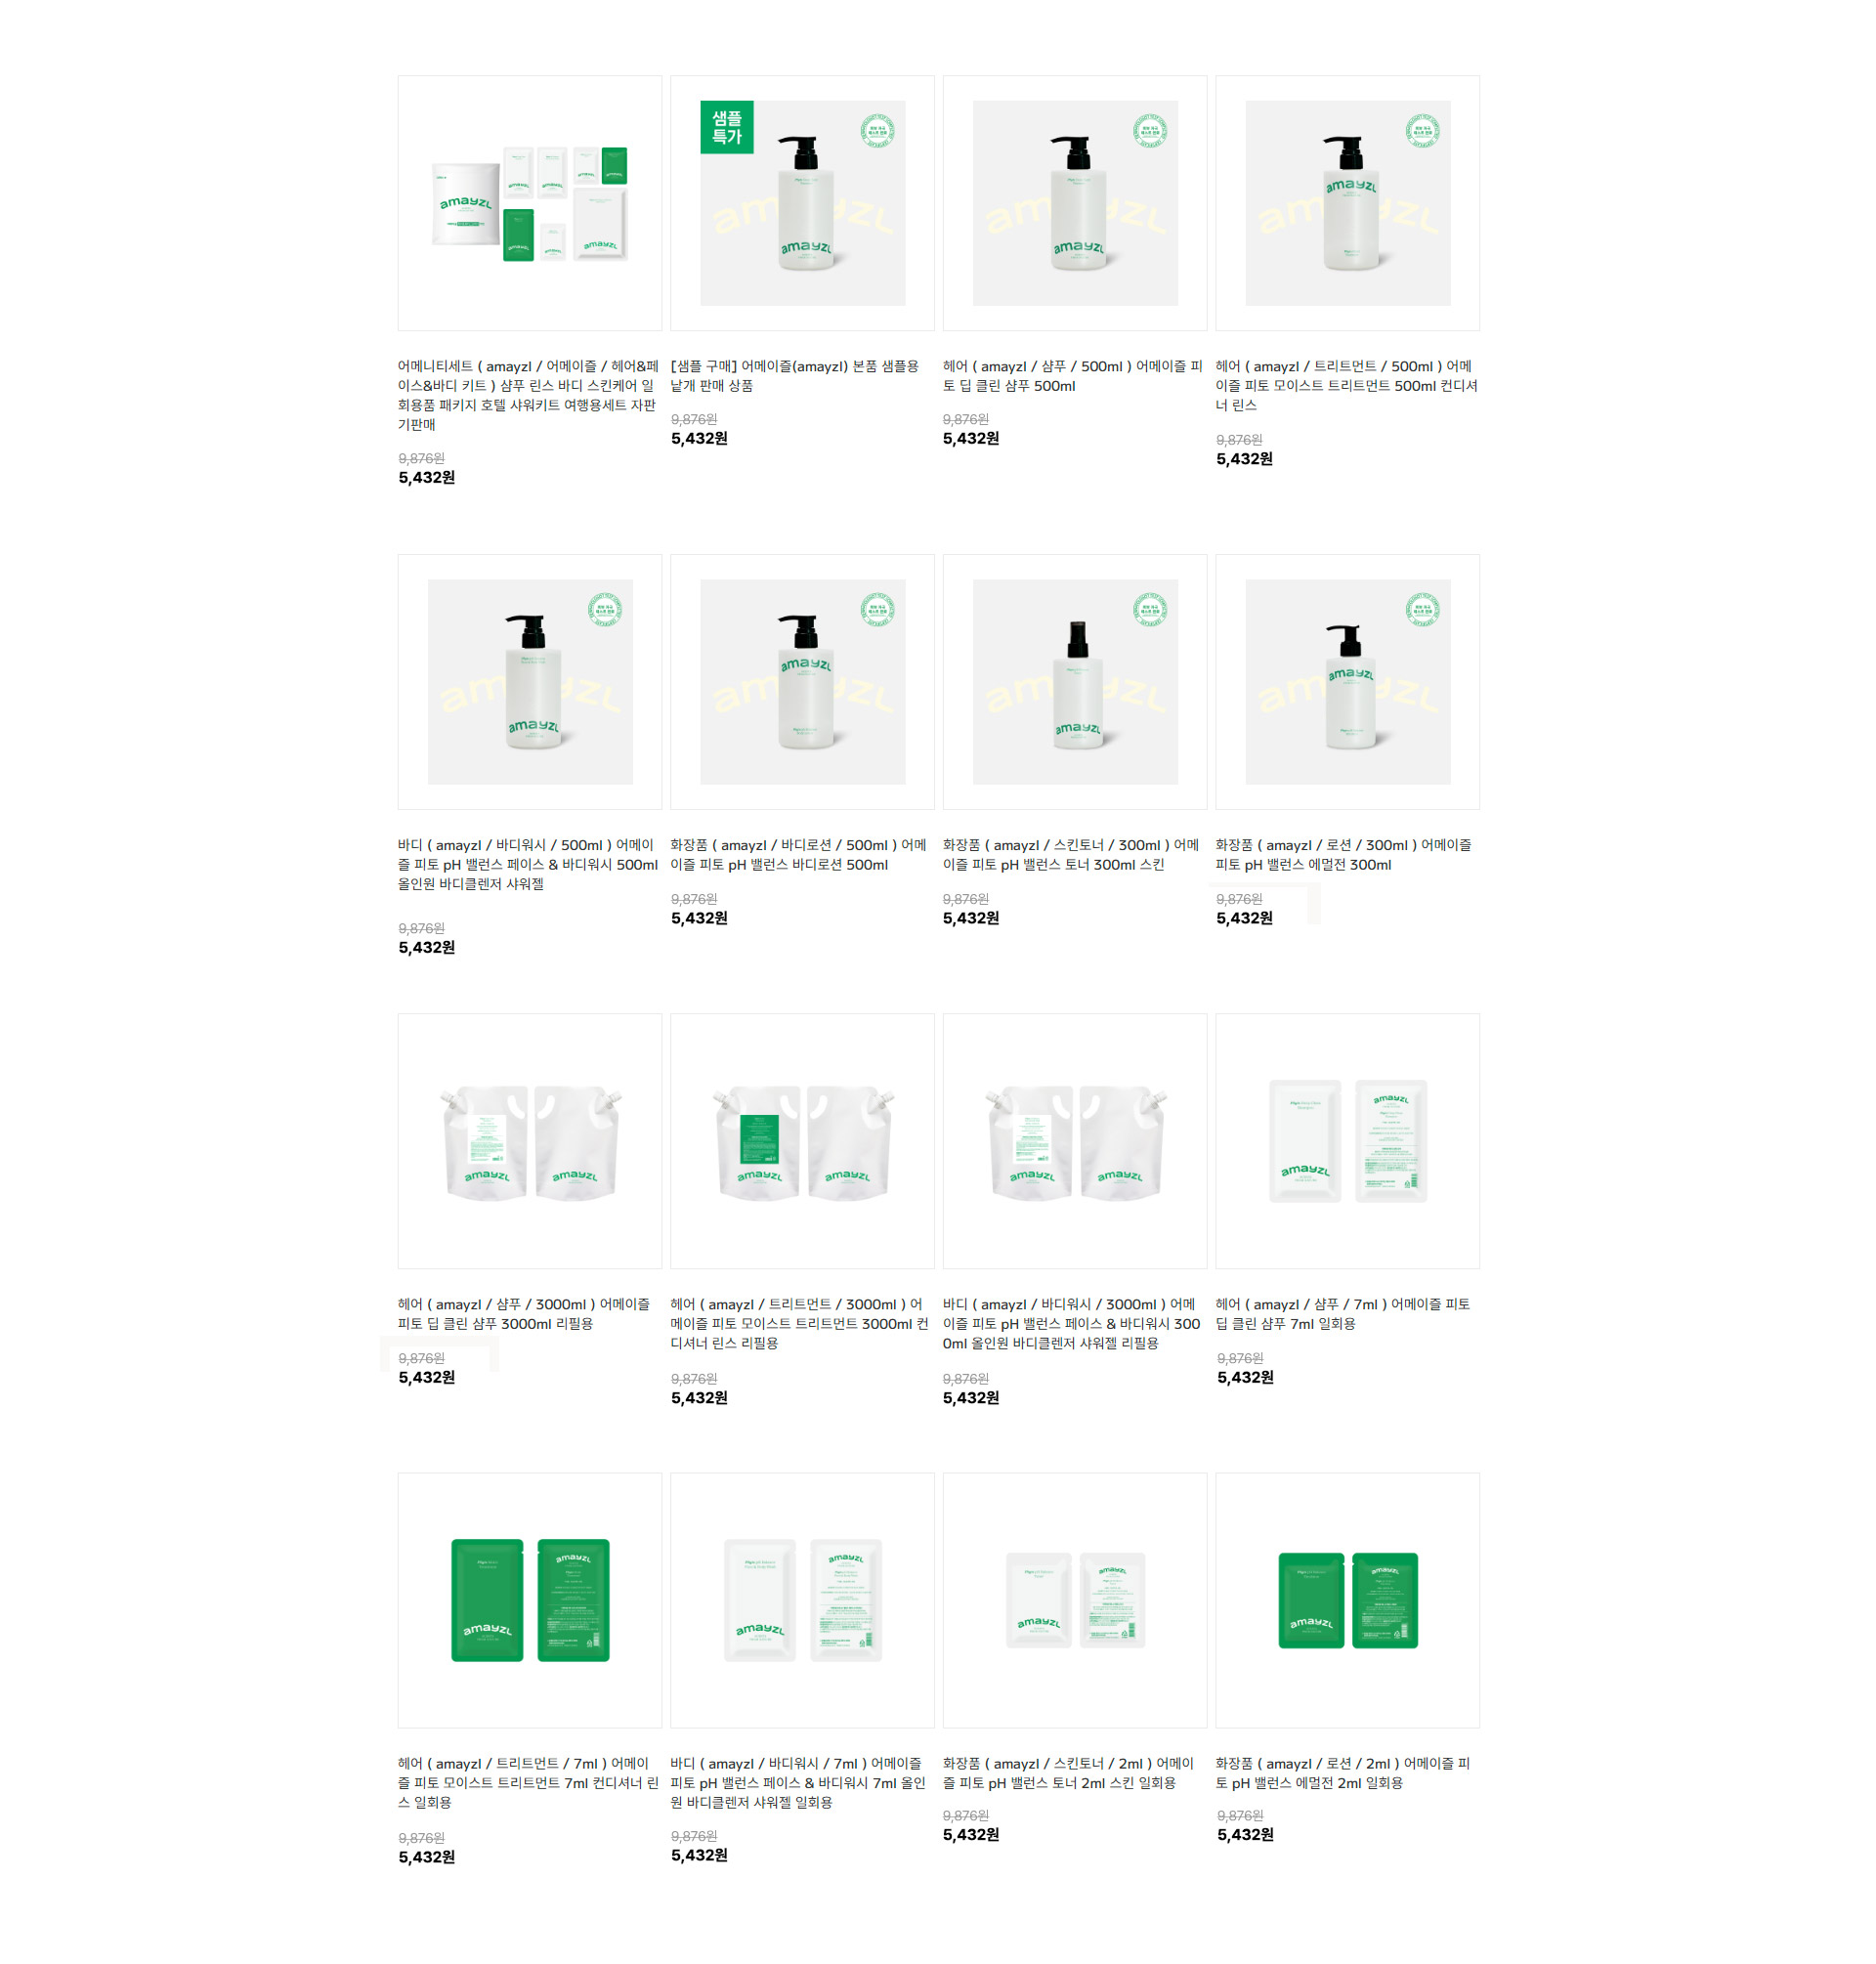 amayzl
amayzl
amayzl
샘플
특가
amayzl
amayzl
amayzl
어메니티세트 ( amayzl / 어메이즐 / 헤어&페
이스&바디 키트 ) 샴푸 린스 바디 스킨케어 일
회용품 패키지 호텔 샤워키트 여행용세트 자판
기판매
9,876원
5,432원
[샘플 구매] 어메이즐(amayzl) 본품 샘플용
낱개 판매 상품
9,876원
5,432원
헤어 ( amayzl / 샴푸 / 500ml ) 어메이즐 피
토 딥 클린 샴푸 500ml
9,876원
5,432원
헤어 ( amayzl / 트리트먼트 / 500ml ) 어메
이즐 피토 모이스트 트리트먼트 500ml 컨디셔
너 린스
9,876원
5,432원
amayzl
amayzl
amayzl
amayzl
바디 ( amayzl / 바디워시 / 500ml ) 어메이
즐 피토 pH 밸런스 페이스 & 바디워시 500ml
올인원 바디클렌저 샤워젤
9,876원
5,432원
화장품 ( amayzl / 바디로션 / 500ml ) 어메
이즐 피토 pH 밸런스 바디로션 500ml
9,876원
5,432원
화장품 ( amayzl / 스킨토너 / 300ml ) 어메
이즐 피토 pH 밸런스 토너 300ml 스킨
9,876원
5,432원
화장품 ( amayzl / 로션 / 300ml ) 어메이즐
피토 pH 밸런스 에멀전 300ml
9,876원
5,432원
amayzl
amayzl
amayzl
amayzl
amayzl
amayzl
amayzl
amayzl
헤어 ( amayzl / 샴푸 / 3000ml ) 어메이즐
피토 딥 클린 샴푸 3000ml 리필용
9,876원
5,432원
헤어 ( amayzl / 트리트먼트 / 3000ml ) 어
메이즐 피토 모이스트 트리트먼트 3000ml 컨
디셔너 린스 리필용
9,876원
5,432원
바디 ( amayzl / 바디워시 / 3000ml ) 어메
이즐 피토 pH 밸런스 페이스 & 바디워시 300
0ml 올인원 바디클렌저 샤워젤 리필용
9,876원
5,432원
헤어 ( amayzl / 샴푸 / 7ml ) 어메이즐 피토
딥 클린 샴푸 7ml 일회용
9,876원
5,432원
amayzl
amayzl
amayzl
amayzl
amayzl
amayzl
amayzl
amayzl
헤어 ( amayzl / 트리트먼트 / 7ml ) 어메이
즐 피토 모이스트 트리트먼트 7ml 컨디셔너 린
스 일회용
9,876원
5,432원
바디 ( amayzl / 바디워시 / 7ml ) 어메이즐
피토 pH 밸런스 페이스 & 바디워시 7ml 올인
원 바디클렌저 샤워젤 일회용
9,876원
5,432원
화장품 ( amayzl / 스킨토너 / 2ml ) 어메이
즐 피토 pH 밸런스 토너 2ml 스킨 일회용
9,876원
5,432원
화장품 ( amayzl / 로션 / 2ml ) 어메이즐 피
토 pH 밸런스 에멀전 2ml 일회용
9,876원
5,432원